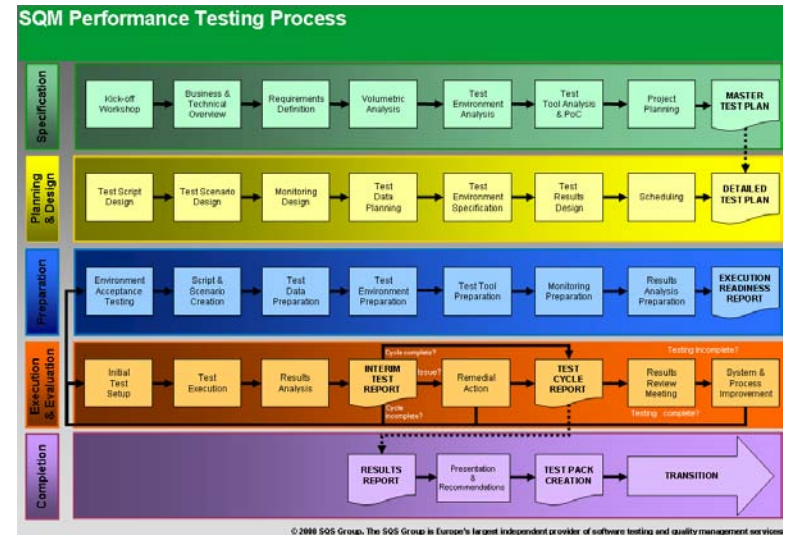 SQM Performance Testing Process
Specification
Kick-off
Workshop
Business &
Technical
Overview
Requirements
Definition
Volumetric
Analysis
Test
Environment
Analysis
Test
Tool Analysis
& PoC
Project
Planning
MASTER
TEST PLAN
Planning
& Design
Test Script
Design
Test Scenario
Design
Monitoring
Design
Test
Data
Planning
Test
Environment
Specification
Test
Results
Design
Scheduling
DETAILED
TEST PLAN
Preparation
Environment
Acceptance
Testing
Script &
Scenario
Creation
Test
Data
Preparation
Test
Environment
Preparation
Test Tool
Preparation
Monitoring
Preparation
Results
Analysis
Preparation
EXECUTION
READINESS
REPORT
Execution
& Evaluation
Initial
Test
Setup
Test
Execution
Results
Analysis
Cycle complete?
INTERIM
TEST
REPORT
Cycle
incomplete?
Issue?
Remedial
Action
TEST
CYCLE
REPORT
Testing incomplete?
Results
Review
Meeting
Testing complete?
System &
Process
Improvement
Completion
RESULTS
REPORT
Presentation
&
Recommendations
TEST PACK
CREATION
TRANSITION
© 2008 SQS Group. The SQS Group is Europe's largest independent provider of software testing and quality management services